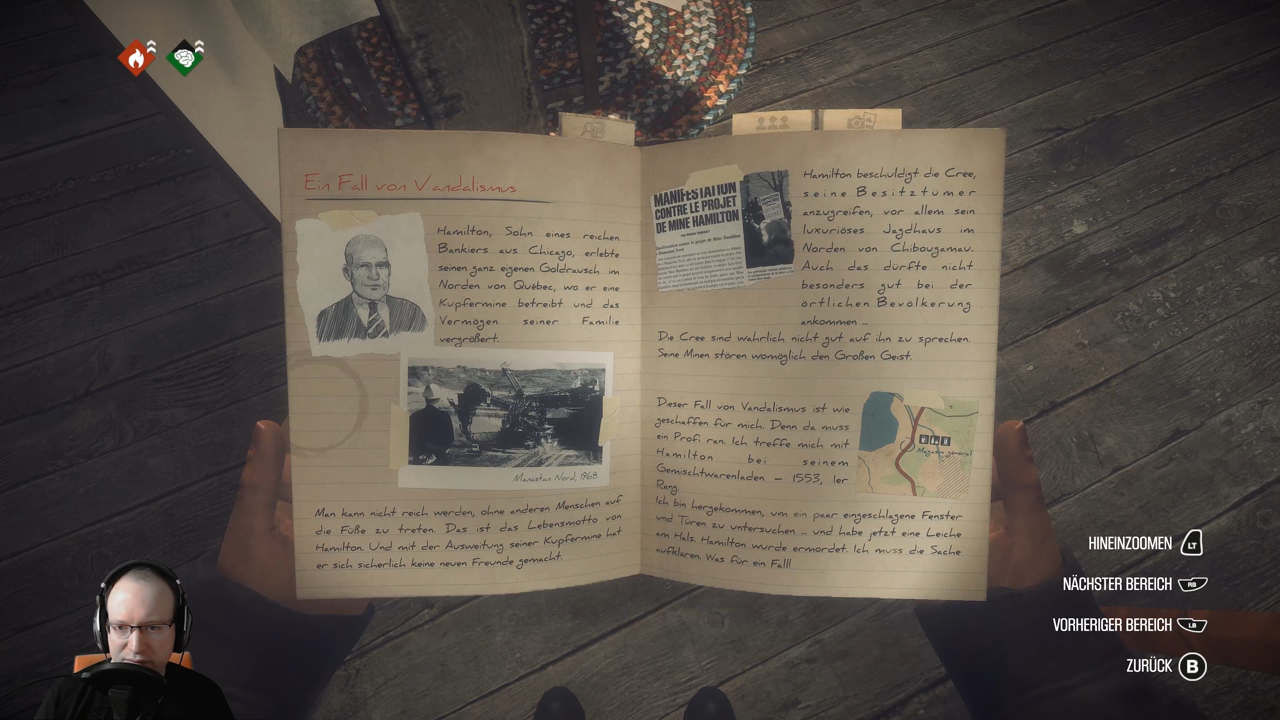 Ein Fall von Vandalismus
Hamilton, Sohn eines reichen
Bankiers aus Chicago, erlebte
seinen ganz eigenen Goldrausch im
Norden von Québec, wo er eine
Kupfermine betreibt und das
Vermögen seiner Familie
vergrößert.
Manastan Nord, 1968
Man kann nicht reich werden, ohne anderen Menschen auf
die Füße zu treten. Das ist das Lebensmotto von
Hamilton. Und mit der Ausweitung seiner Kupfermine hat
er sich sicherlich keine neuen Freunde gemacht.
MANIFESTATION
CONTRE LE PROJET
DE MINE HAMILTON
Hamilton beschuldigt die Cree,
seine Besitztümer
anzugreifen, vor allem sein
luxuriöses Jagdhaus im
Norden von Chibougamau.
Auch das dürfte nicht
besonders gut bei der
örtlichen Bevölkerung
ankommen ...
Die Cree sind wahrlich nicht gut auf ihn zu sprechen.
Seine Minen stören womöglich den Großen Geist.
Dieser Fall von Vandalismus ist wie
geschaffen für mich. Denn da muss
ein Profi ran. Ich treffe mich mit
Hamilton bei seinem
Gemischtwarenladen – 1553, 1er
Rang.
Magasin général
Ich bin hergekommen, um ein paar eingeschlagene Fenster
und Türen zu untersuchen ... und habe jetzt eine Leiche
am Hals. Hamilton wurde ermordet. Ich muss die Sache
aufklären. Was für ein Fall!
HINEINZOOMEN LT
NÄCHSTER BEREICH RB
VORHERIGER BEREICH LB
ZURÜCK B